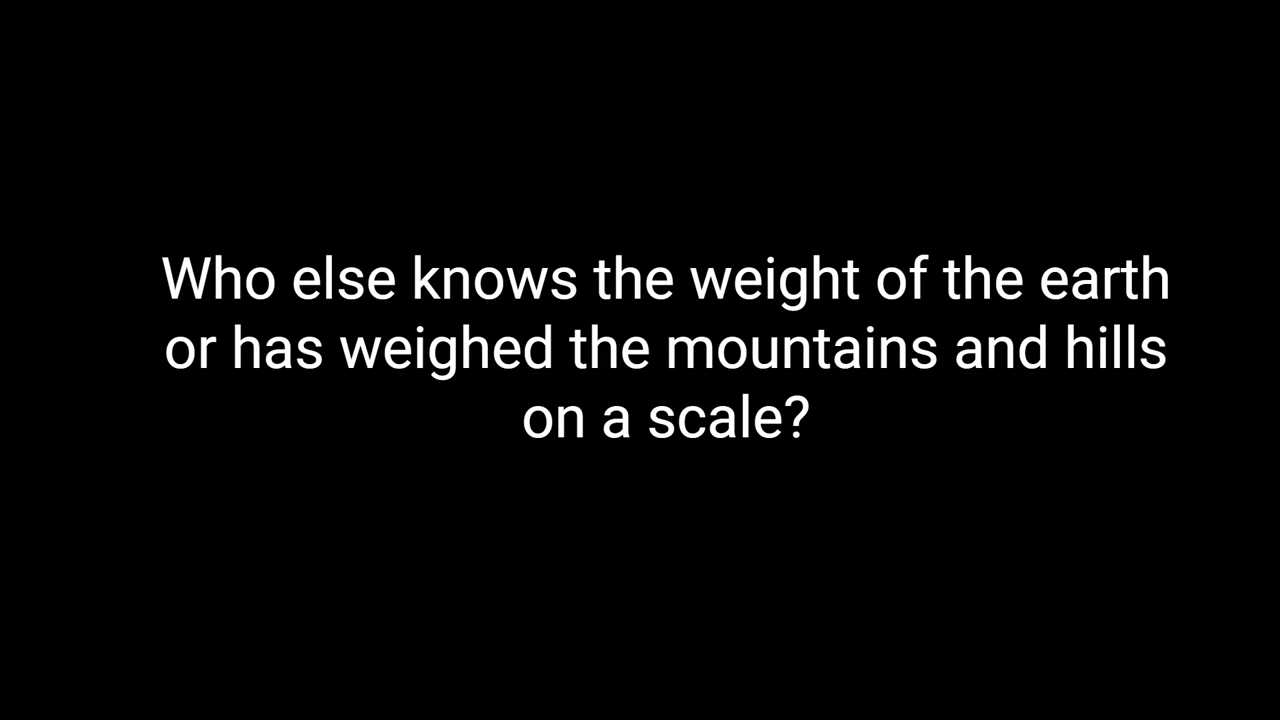 Who else knows the weight of the earth
or has weighed the mountains and hills
on a scale?